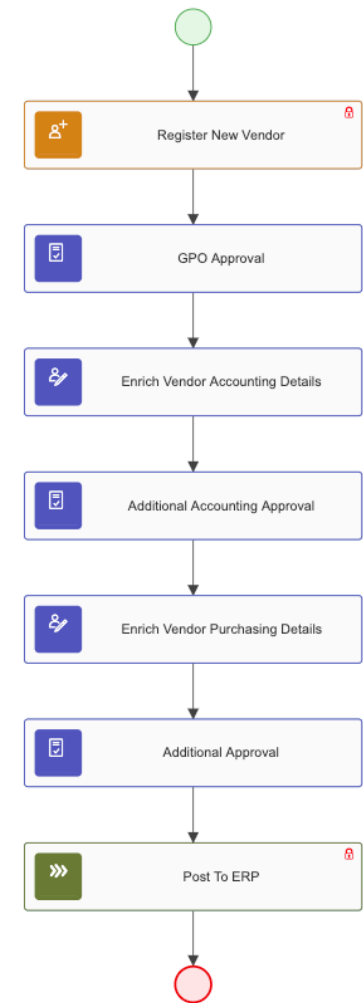 Register New Vendor
GPO Approval
Enrich Vendor Accounting Details
Additional Accounting Approval
Enrich Vendor Purchasing Details
Additional Approval
Post To ERP